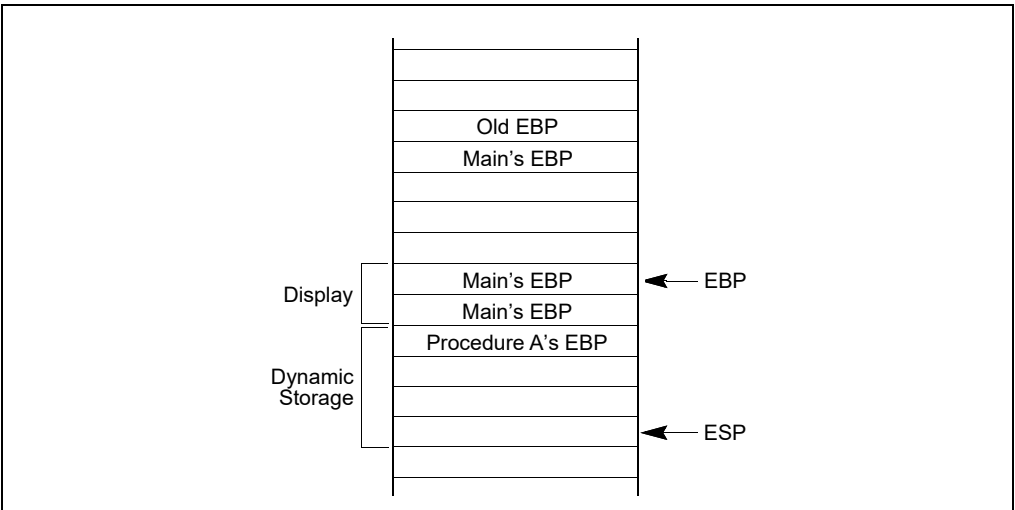 Old EBP
Main's EBP
Main's EBP
EBP
Display
Main's EBP
Procedure A's EBP
Dynamic
Storage
ESP